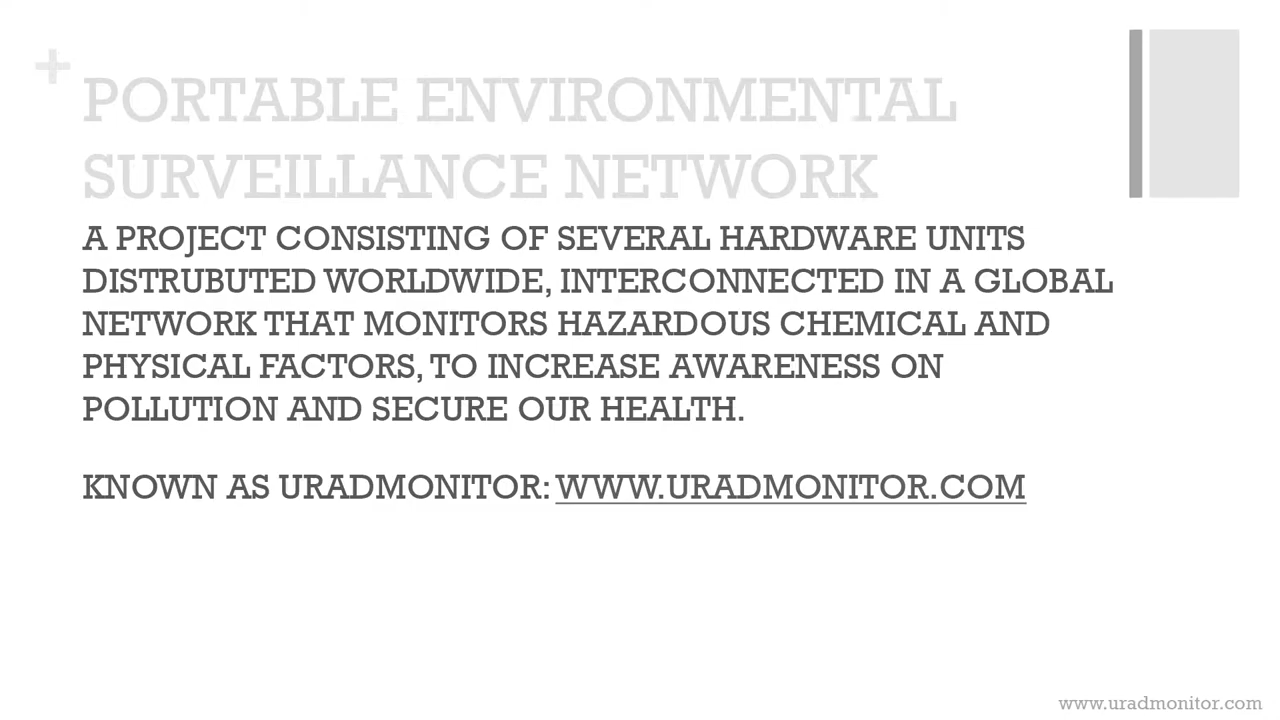 +
PORTABLE ENVIRONMENTAL
SURVEILLANCE NETWORK
A PROJECT CONSISTING OF SEVERAL HARDWARE UNITS
DISTRUBUTED WORLDWIDE, INTERCONNECTED IN A GLOBAL
NETWORK THAT MONITORS HAZARDOUS CHEMICAL AND
PHYSICAL FACTORS, TO INCREASE AWARENESS ON
POLLUTION AND SECURE OUR HEALTH.
KNOWN AS URADMONITOR: WWW.URADMONITOR.COM
www.uradmonitor.com